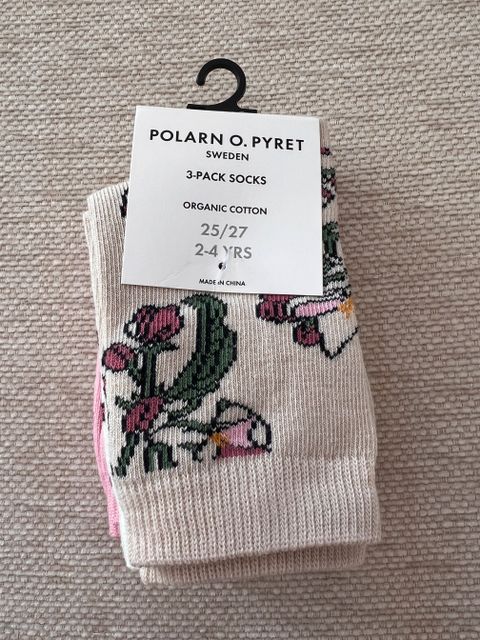 POLARN O. PYRET
SWEDEN
3-PACK SOCKS
ORGANIC COTTON
25/27
2-4 YRS
MADE IN CHINA